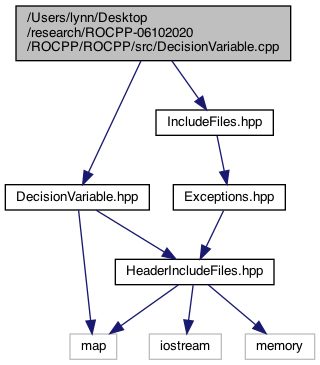 /Users/lynn/Desktop
/research/ROCPP-06102020
/ROCPP/ROCPP/src/DecisionVariable.cpp
IncludeFiles.hpp
DecisionVariable.hpp
Exceptions.hpp
HeaderIncludeFiles.hpp
map
iostream
memory